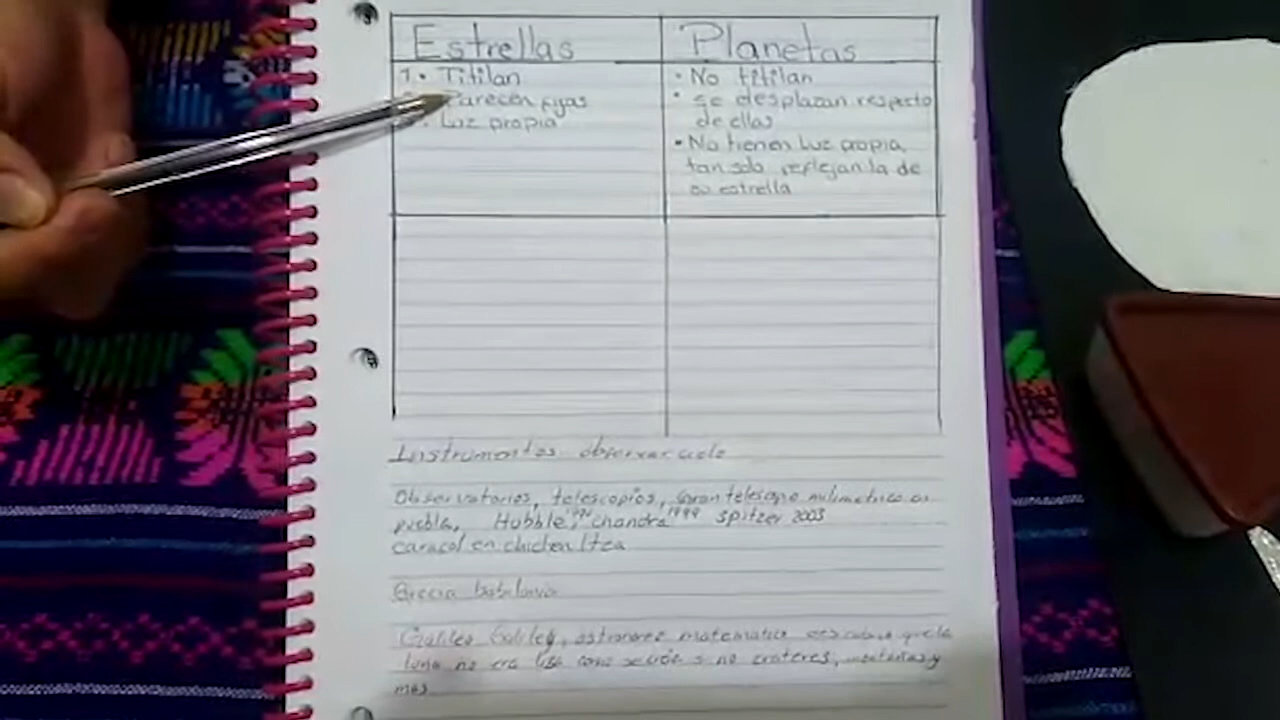 Estrellas
Planetas
1. • Titilan
Parecen fijas
• Luz propia
• No titilan
• se desplazan respecto
de ellas
• No tienen Luz propia,
tan solo reflejan la de
su estrella
Instrumentos observar cielo
Observatorios, telescopios, Gran telescopio milimetrico en
puebla, Hubble, chandra 1999 spitzer 2003
caracol en chichen Itza
Grecia babilonia
Galileo Galilei, astronomo matematico descubre que la
luna no era lisa como se creía si no crateres, montañas y
mas